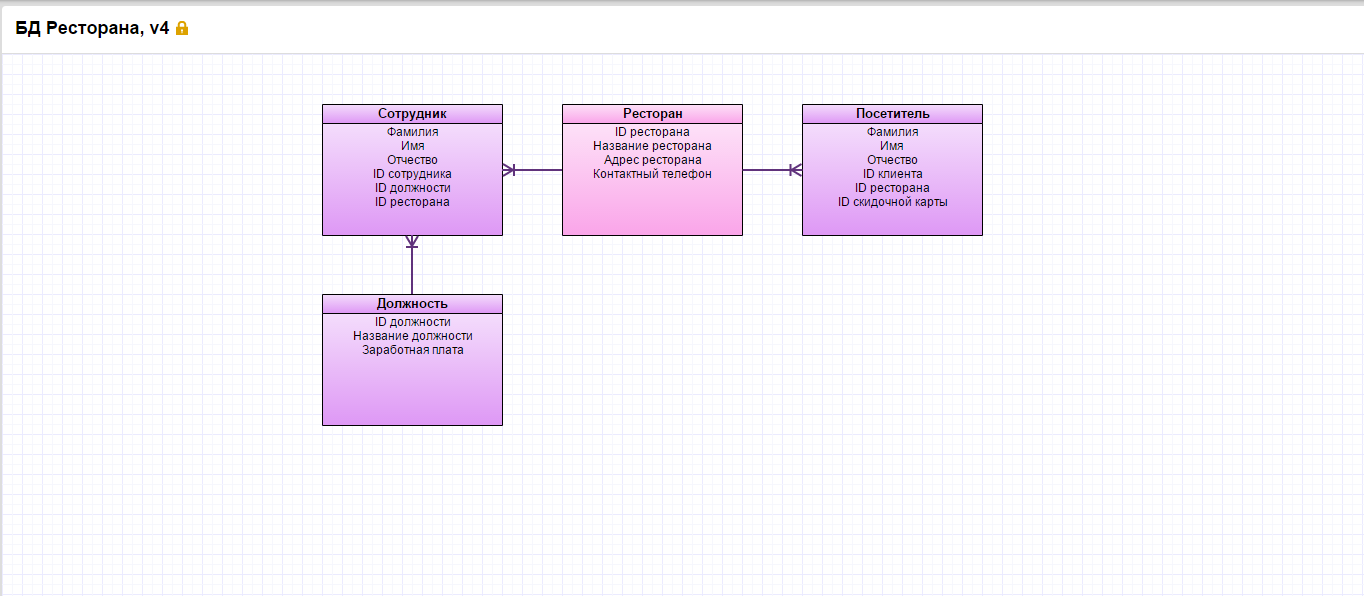 БД Ресторана, v4
Сотрудник
Фамилия
Имя
Отчество
ID сотрудника
ID должности
ID ресторана
Ресторан
ID ресторана
Название ресторана
Адрес ресторана
Контактный телефон
Посетитель
Фамилия
Имя
Отчество
ID клиента
ID ресторана
ID скидочной карты
Должность
ID должности
Название должности
Заработная плата